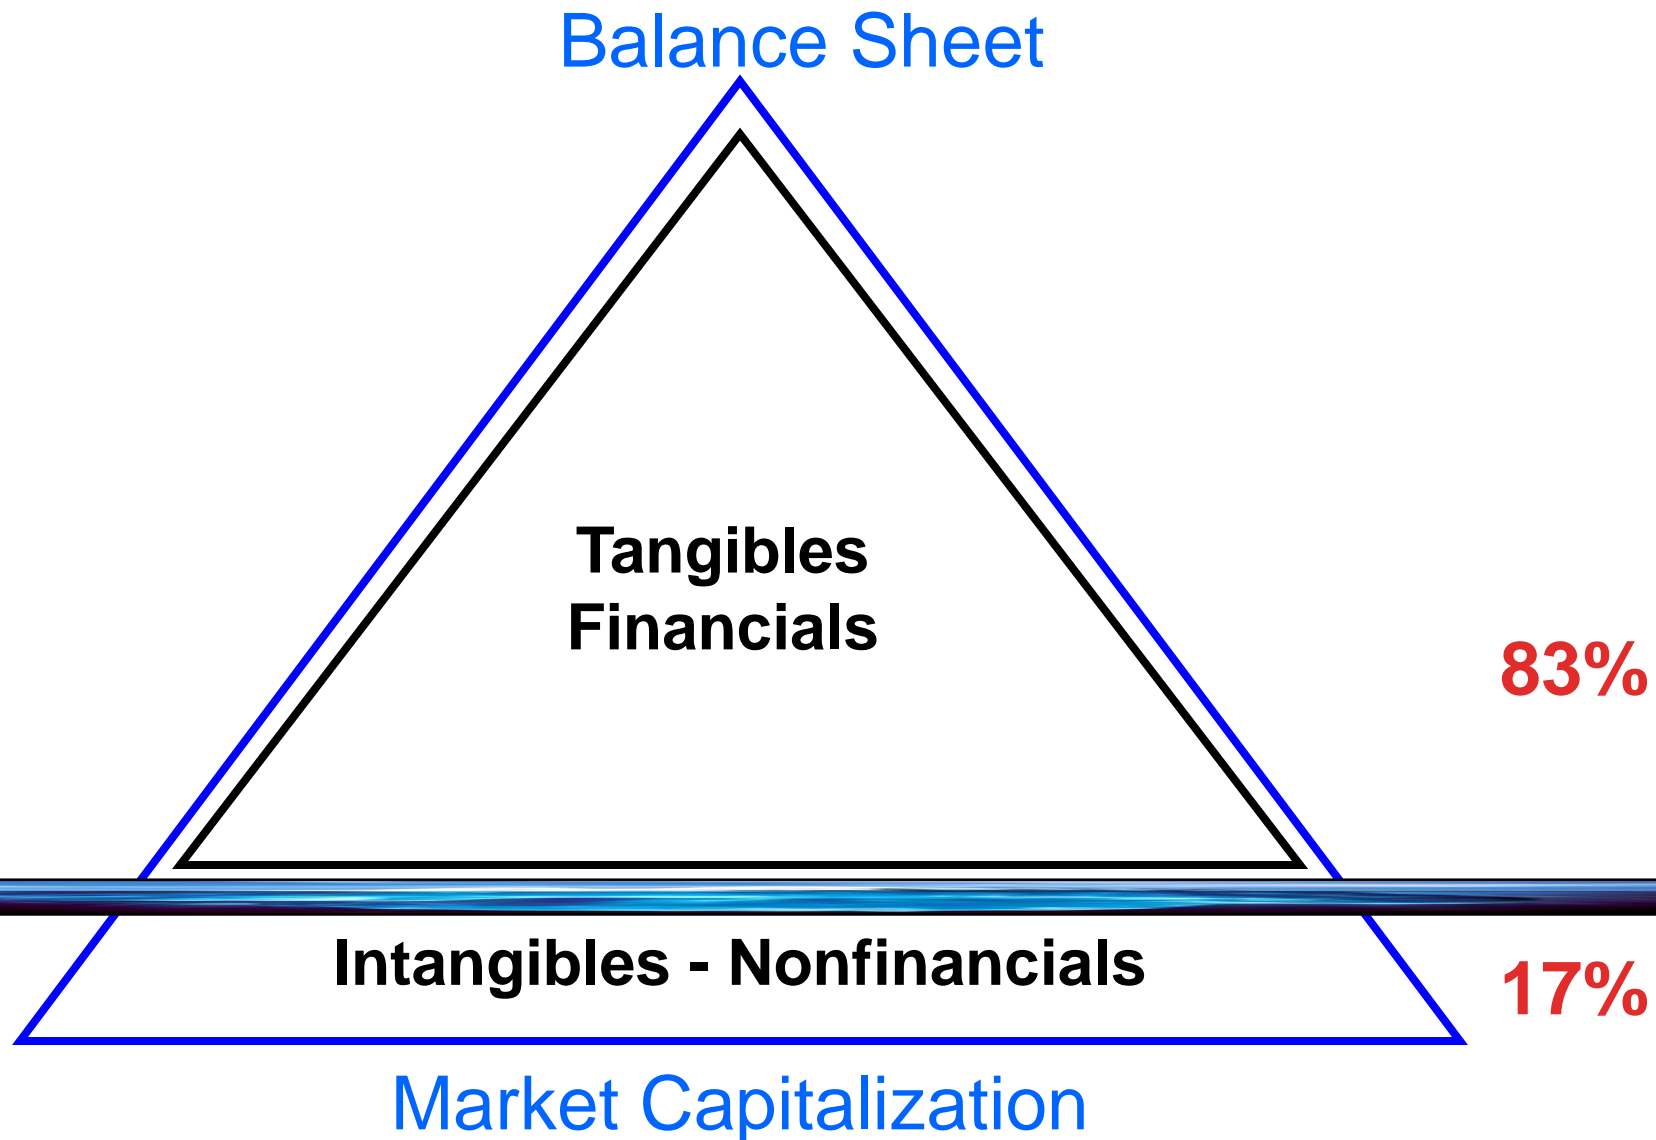 Balance Sheet
Tangibles
Financials
83%
Intangibles - Nonfinancials
17%
Market Capitalization